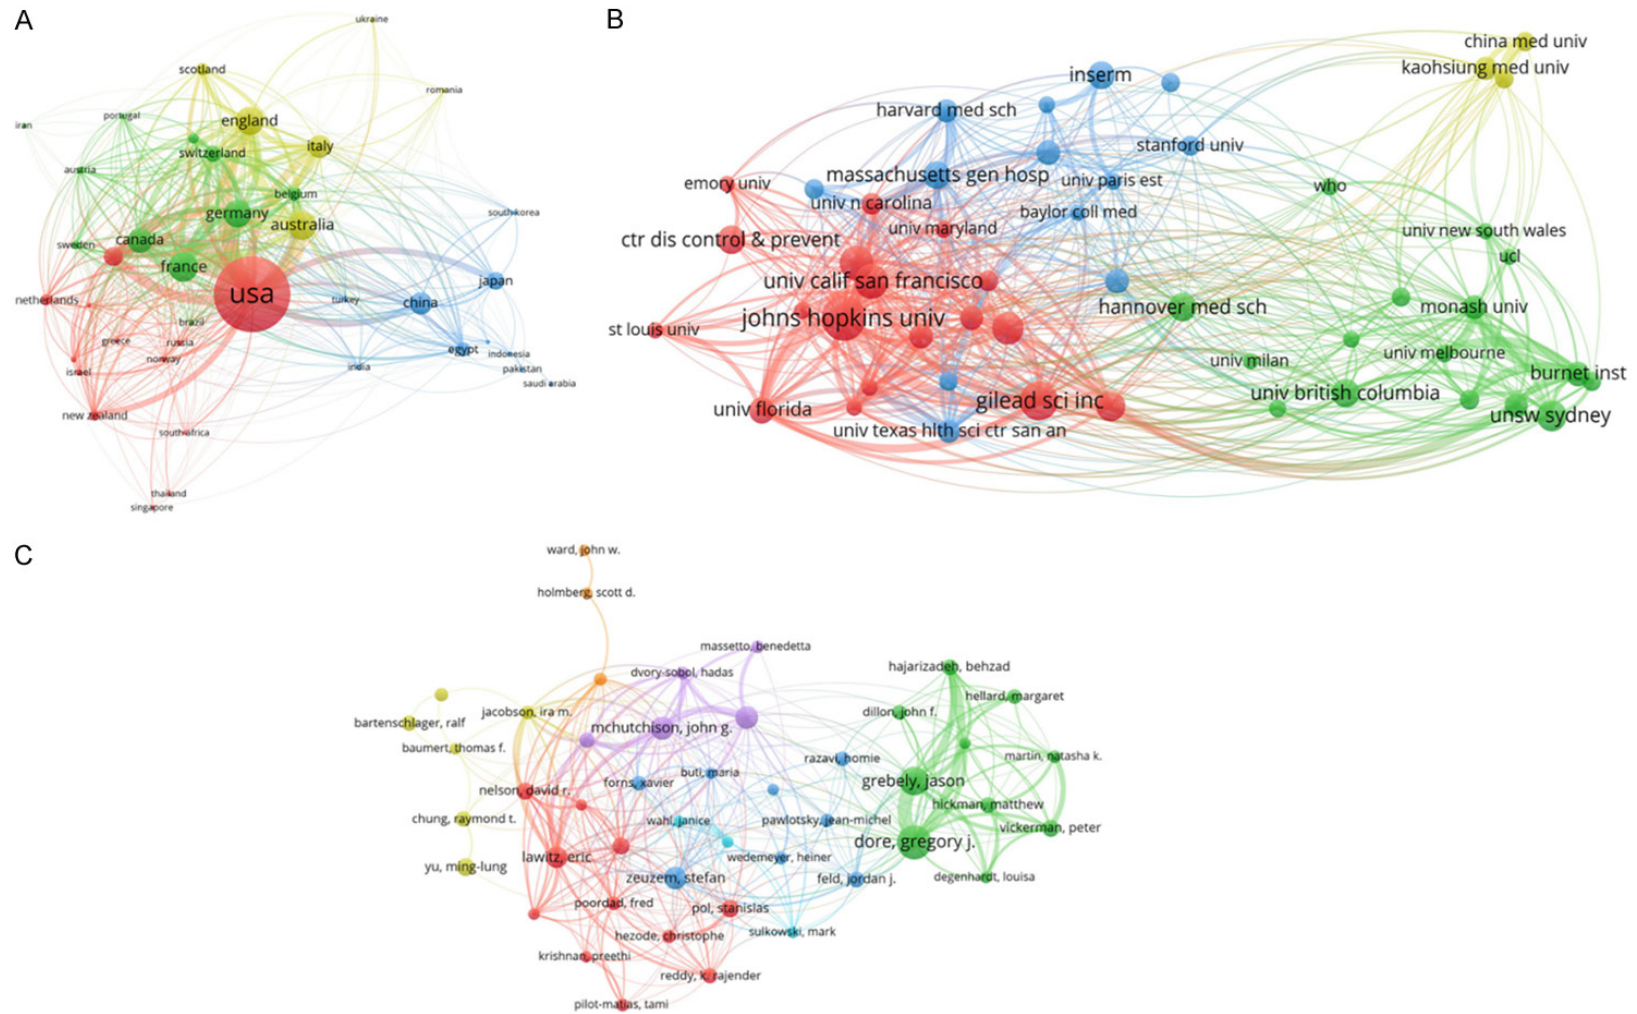 A
ukraine
scotland
romania
england
portugal
iran
italy
switzerland
austria
belgium
germany
south korea
australia
canada
sweden
france
japan
usa
netherlands
turkey
china
brazil
greece
russia
egypt
indonesia
norway
india
pakistan
israel
saudi arabia
new zealand
south africa
thailand
singapore
B
china med univ
kaohsiung med univ
inserm
harvard med sch
stanford univ
massachusetts gen hosp
univ paris est
emory univ
who
univ n carolina
baylor coll med
univ maryland
univ new south wales
ctr dis control & prevent
ucl
univ calif san francisco
hannover med sch
monash univ
johns hopkins univ
st louis univ
univ melbourne
univ milan
burnet inst
univ british columbia
gilead sci inc
univ florida
unsw sydney
univ texas hlth sci ctr san an
C
ward, john w.
holmberg, scott d.
massetto, benedetta
hajarizadeh, behzad
dvory-sobol, hadas
hellard, margaret
jacobson, ira m.
dillon, john f.
bartenschlager, ralf
mchutchison, john g.
baumert, thomas f.
razavi, homie
martin, natasha k.
buti, maria
forns, xavier
grebely, jason
nelson, david r.
hickman, matthew
chung, raymond t.
wahl, janice
pawlotsky, jean-michel
vickerman, peter
dore, gregory j.
lawitz, eric
wedemeyer, heiner
yu, ming-lung
zeuzem, stefan
feld, jordan j.
degenhardt, louisa
poordad, fred
pol, stanislas
hezode, christophe
sulkowski, mark
krishnan, preethi
reddy, k. rajender
pilot-matias, tami